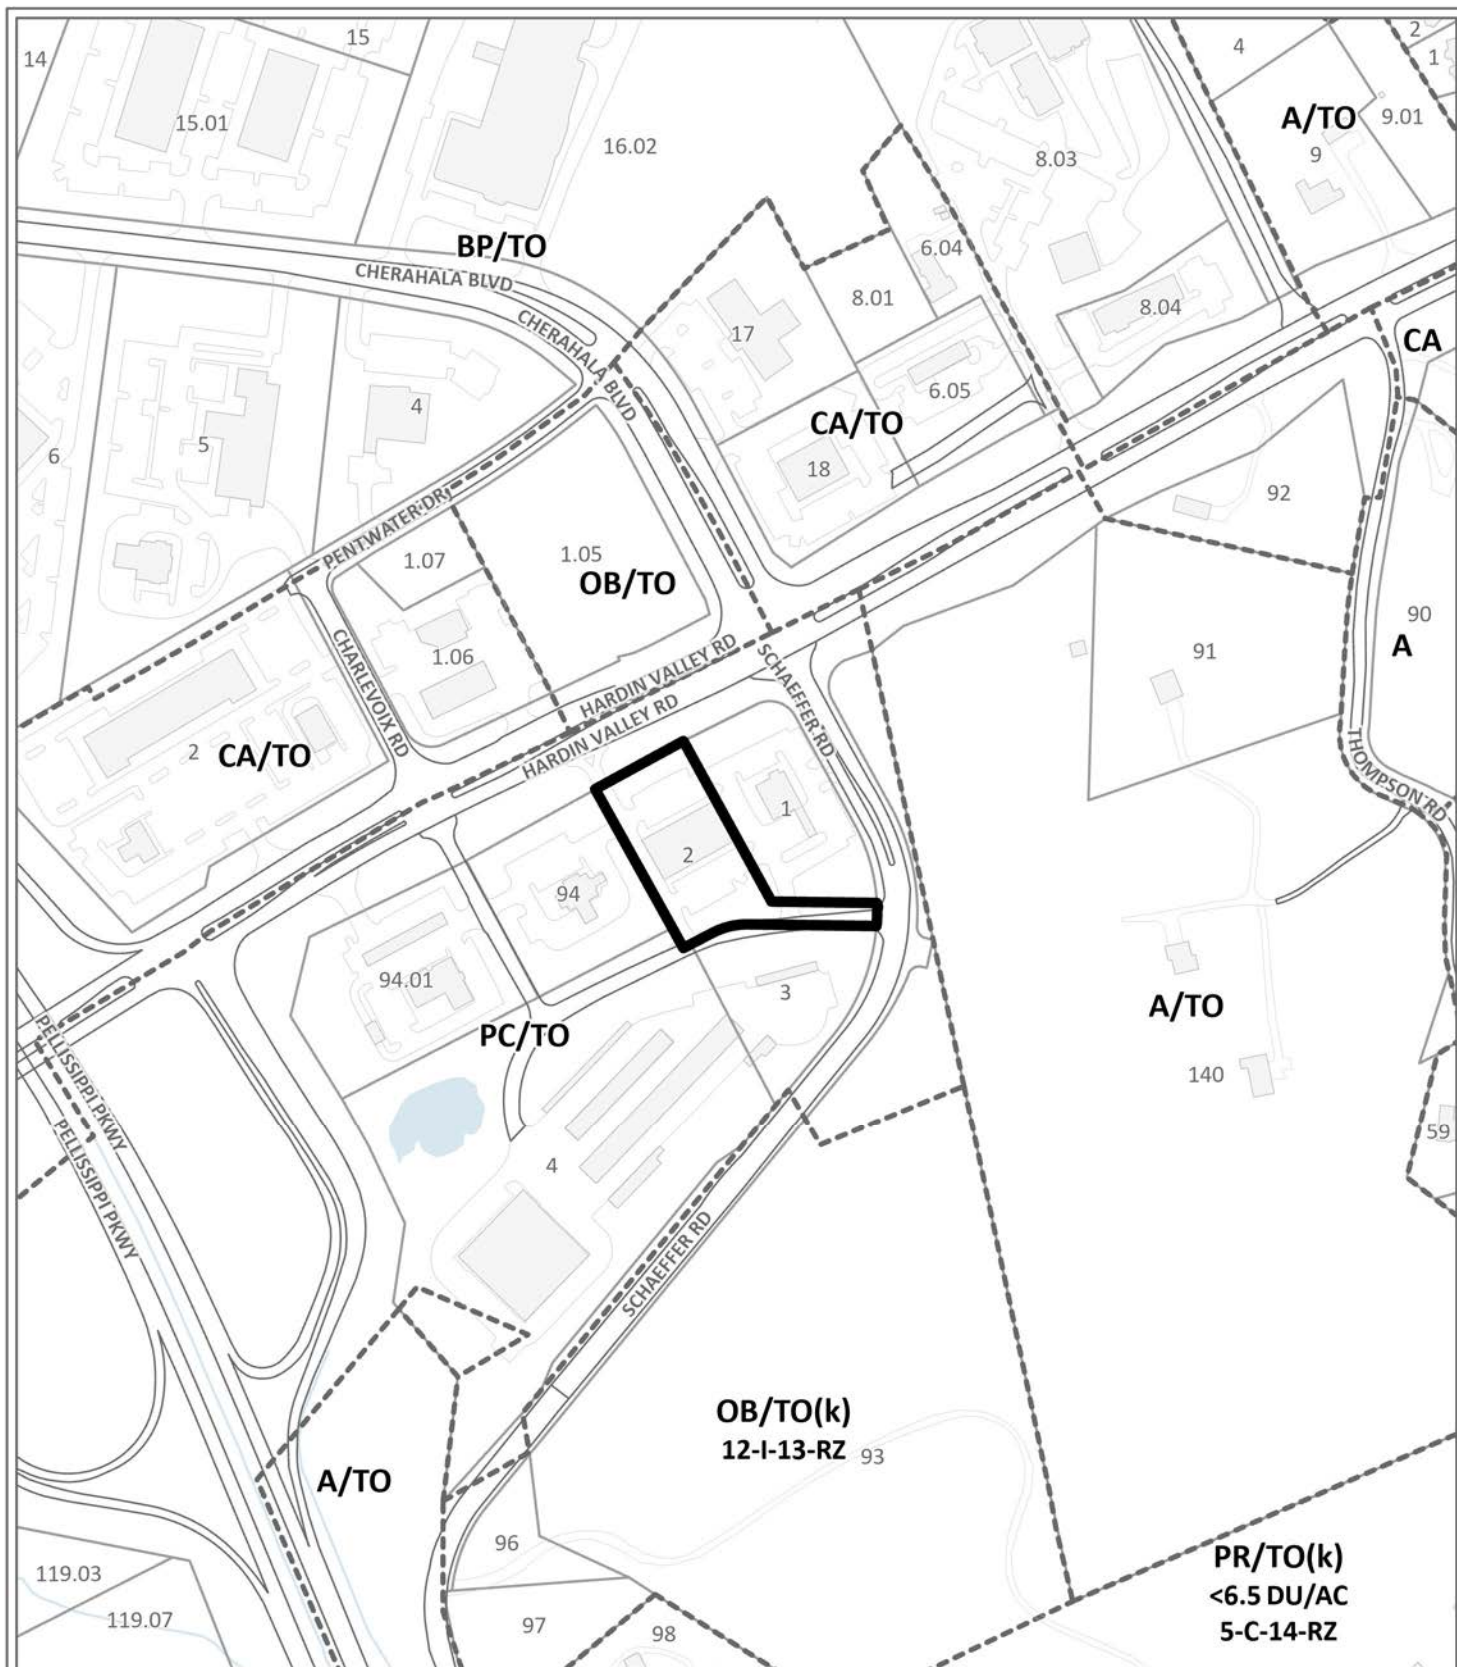 15
4
2
14
1
15.01
A/TO
9.01
16.02
8.03
9
BP/TO
6.04
CHERAHALA BLVD
8.01
8.04
CHERAHALA BLVD
17
CA
6.05
4
CA/TO
5
6
18
92
PENTWATER DR
1.05
1.07
OB/TO
90
CHARLEVOIX RD
1.06
HARDIN VALLEY RD
SCHAEFFER RD
91
A
HARDIN VALLEY RD
2
CA/TO
THOMPSON RD
1
2
94
94.01
3
A/TO
PC/TO
PELLISSIPPI PKWY
140
PELLISSIPPI PKWY
59
4
SCHAEFFER RD
OB/TO(k)
12-I-13-RZ
93
A/TO
96
PR/TO(k)
<6.5 DU/AC
5-C-14-RZ
119.03
119.07
97
98